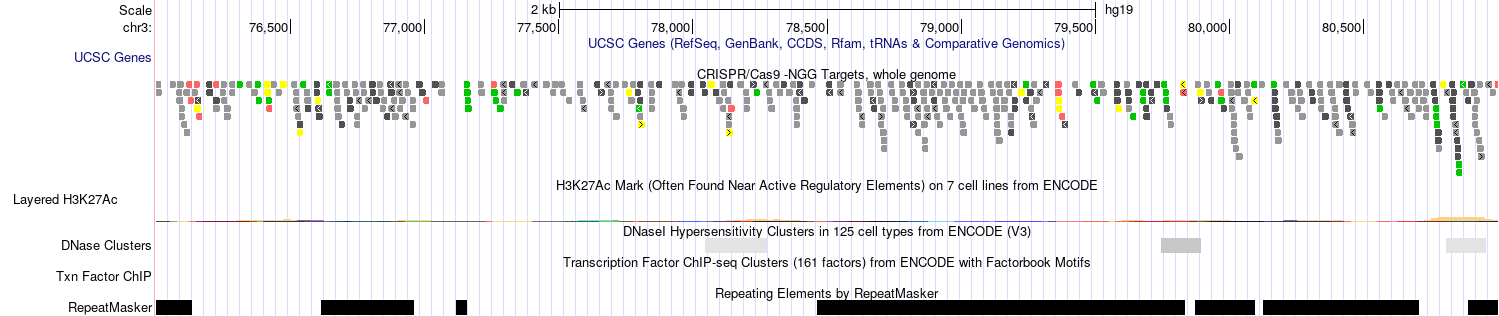 Scale 2 kb hg19
chr3: 76,500 77,000 77,500 78,000 78,500 79,000 79,500 80,000 80,500
UCSC Genes (RefSeq, GenBank, CCDS, Rfam, tRNAs & Comparative Genomics)
UCSC Genes
CRISPR/Cas9 -NGG Targets, whole genome
H3K27Ac Mark (Often Found Near Active Regulatory Elements) on 7 cell lines from ENCODE
Layered H3K27Ac
DNaseI Hypersensitivity Clusters in 125 cell types from ENCODE (V3)
DNase Clusters
Transcription Factor ChIP-seq Clusters (161 factors) from ENCODE with Factorbook Motifs
Txn Factor ChIP
Repeating Elements by RepeatMasker
RepeatMasker